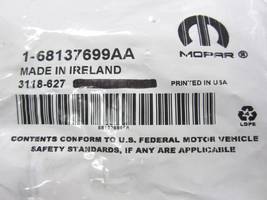 1-68137699AA
MOPAR®
MADE IN IRELAND
3118-627
PRINTED IN USA
68137699AA
LDPE
CONTENTS CONFORM TO U.S. FEDERAL MOTOR VEHICLE
SAFETY STANDARDS, IF ANY ARE APPLICABLE